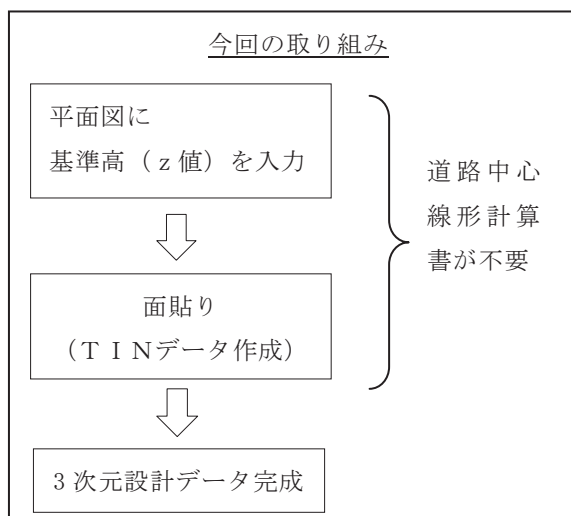 今回の取り組み
平面図に
基準高（ｚ値）を入力
面貼り
（ＴＩＮデータ作成）
３次元設計データ完成
道路中心
線形計算
書が不要